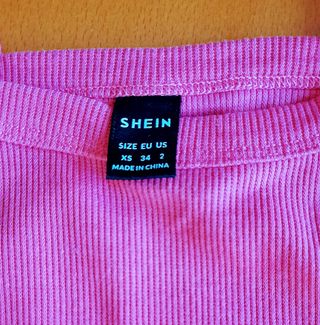 SHEIN
SIZE EU US
XS 34 2
MADE IN CHINA